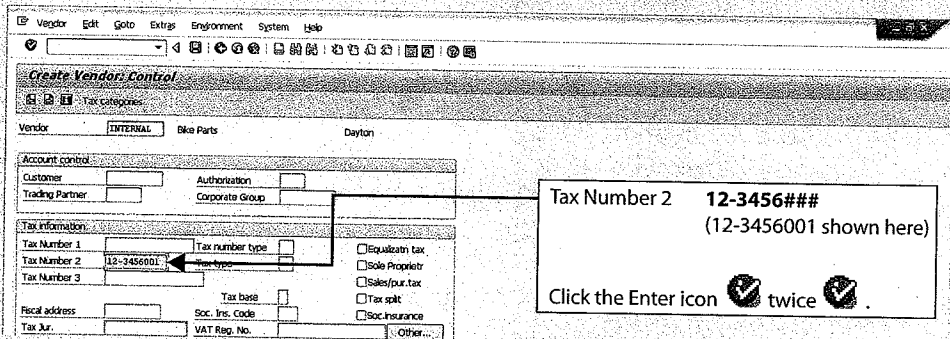 Vendor Edit Goto Extras Environment System Help
Create Vendor: Control
Tax categories
Vendor INTERNAL Bike Parts Dayton
Account control
Customer Authorization
Trading Partner Corporate Group
Tax information
Tax Number 1 Tax number type Equalizatn tax
Tax Number 2 12-3456001 Tax type Sole Proprietr
Tax Number 3 Sales/pur.tax
Tax base Tax split
Fiscal address Soc. Ins. Code Soc.Insurance
Tax Jur. VAT Reg. No. Other...
Tax Number 2 12-3456###
(12-3456001 shown here)
Click the Enter icon twice .